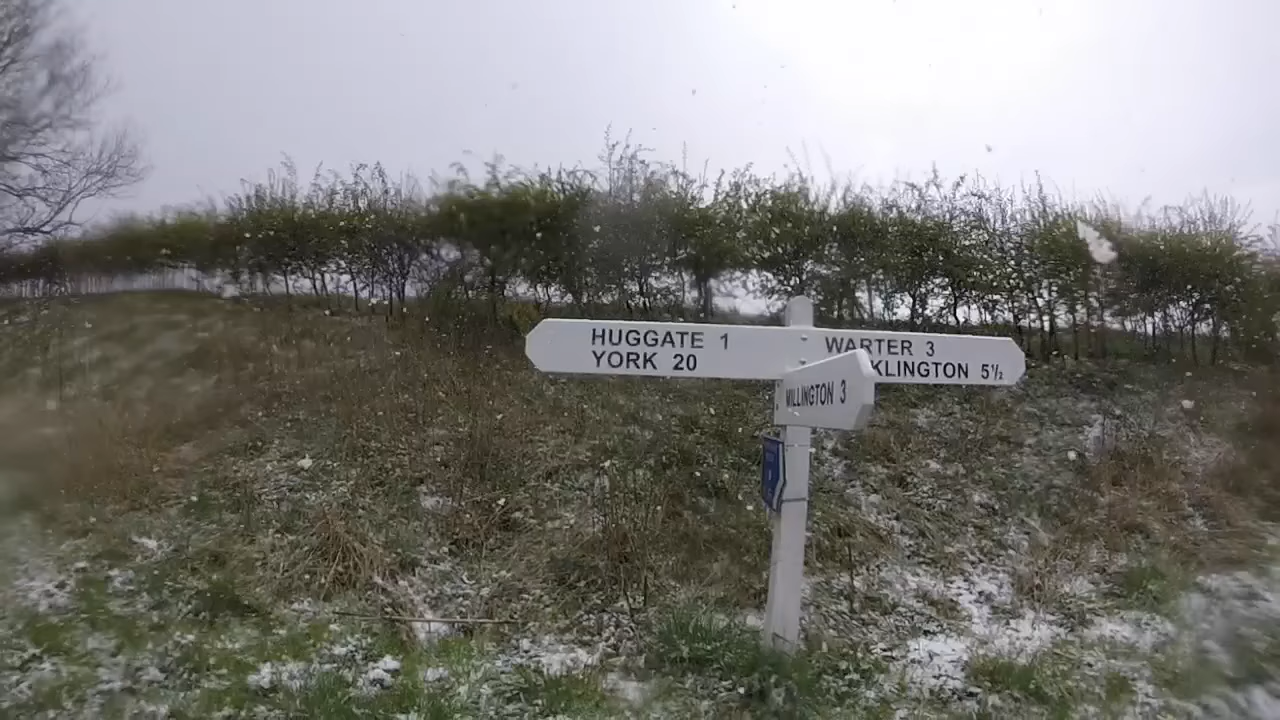 HUGGATE 1
YORK 20
WARTER 3
KLINGTON 5½
MILLINGTON 3